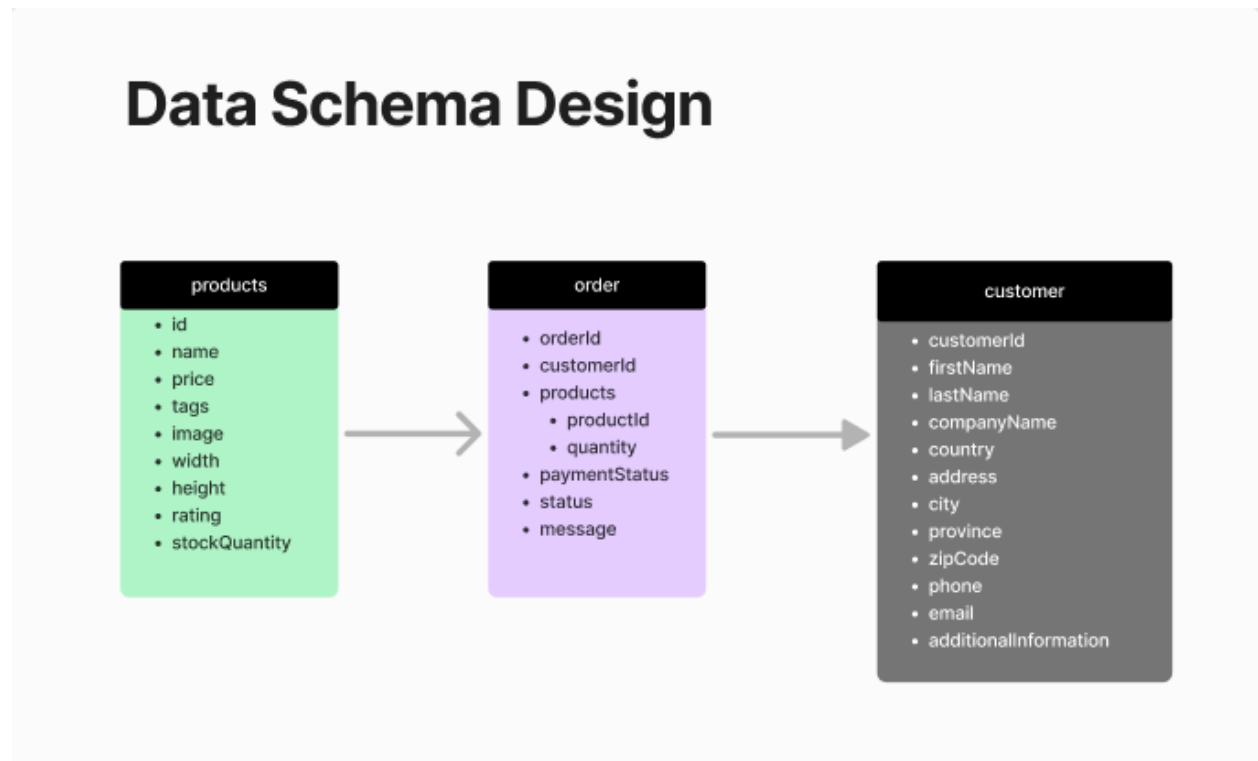 Data Schema Design
products
• id
• name
• price
• tags
• image
• width
• height
• rating
• stockQuantity
order
• orderId
• customerId
• products
• productId
• quantity
• paymentStatus
• status
• message
customer
• customerId
• firstName
• lastName
• companyName
• country
• address
• city
• province
• zipCode
• phone
• email
• additionalInformation